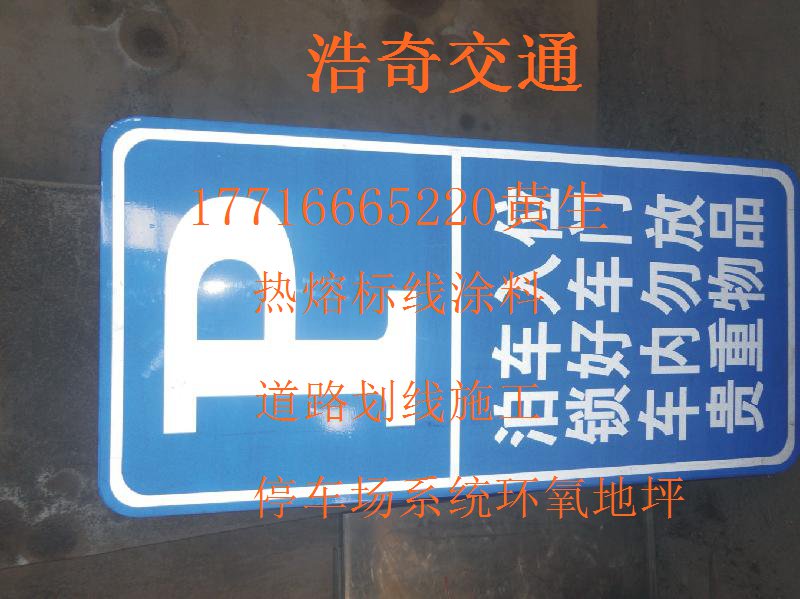 浩奇交通
17716665220黄生
热熔标线涂料
道路划线施工
停车场系统环氧地坪
P
泊车入位
锁好车门
车内勿放
贵重物品